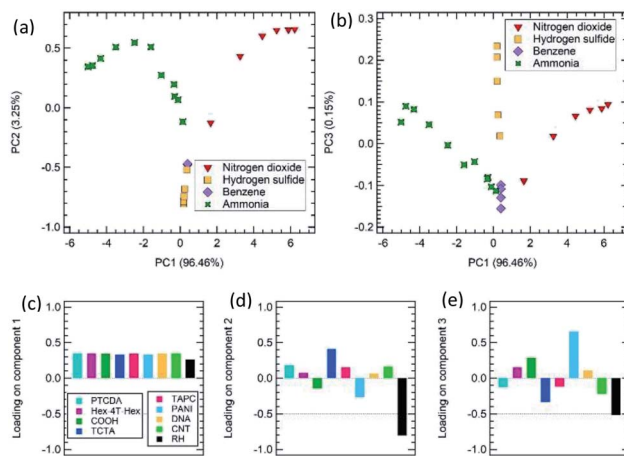 (a)
1.0
0.5
0.0
-0.5
-1.0
PC2 (3.25%)
Nitrogen dioxide
Hydrogen sulfide
Benzene
Ammonia
-6 -4 -2 0 2 4 6
PC1 (96.46%)
(b)
0.3
0.2
0.1
0.0
-0.1
-0.2
PC3 (0.15%)
Nitrogen dioxide
Hydrogen sulfide
Benzene
Ammonia
-6 -4 -2 0 2 4 6
PC1 (96.46%)
(c)
1.0
0.5
0.0
-0.5
-1.0
Loading on component 1
PTCDA
Hex-4T-Hex
COOH
TCTA
TAPC
PANI
DNA
CNT
RH
(d)
1.0
0.5
0.0
-0.5
-1.0
Loading on component 2
(e)
1.0
0.5
0.0
-0.5
-1.0
Loading on component 3